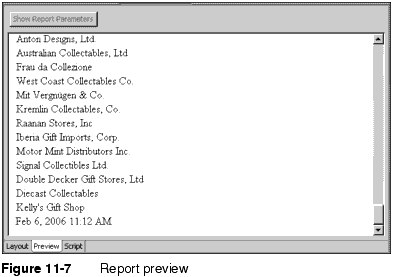 Show Report Parameters
Anton Designs, Ltd.
Australian Collectables, Ltd
Frau da Collezione
West Coast Collectables Co.
Mit Vergnügen & Co.
Kremlin Collectables, Co.
Raanan Stores, Inc
Iberia Gift Imports, Corp.
Motor Mint Distributors Inc.
Signal Collectibles Ltd.
Double Decker Gift Stores, Ltd
Diecast Collectables
Kelly's Gift Shop
Feb 6, 2006 11:12 AM
Layout Preview Script
Figure 11-7 Report preview